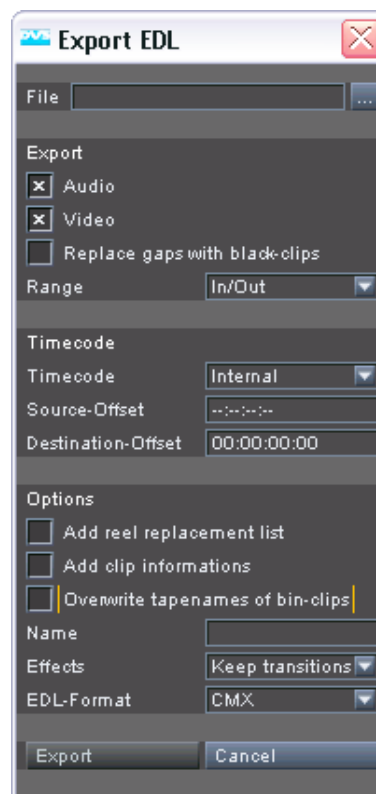 DVS Export EDL
File ...
Export
Audio
Video
Replace gaps with black-clips
Range In/Out
Timecode
Timecode Internal
Source-Offset --:--:--:--
Destination-Offset 00:00:00:00
Options
Add reel replacement list
Add clip informations
Overwrite tapenames of bin-clips
Name
Effects Keep transitions
EDL-Format CMX
Export Cancel